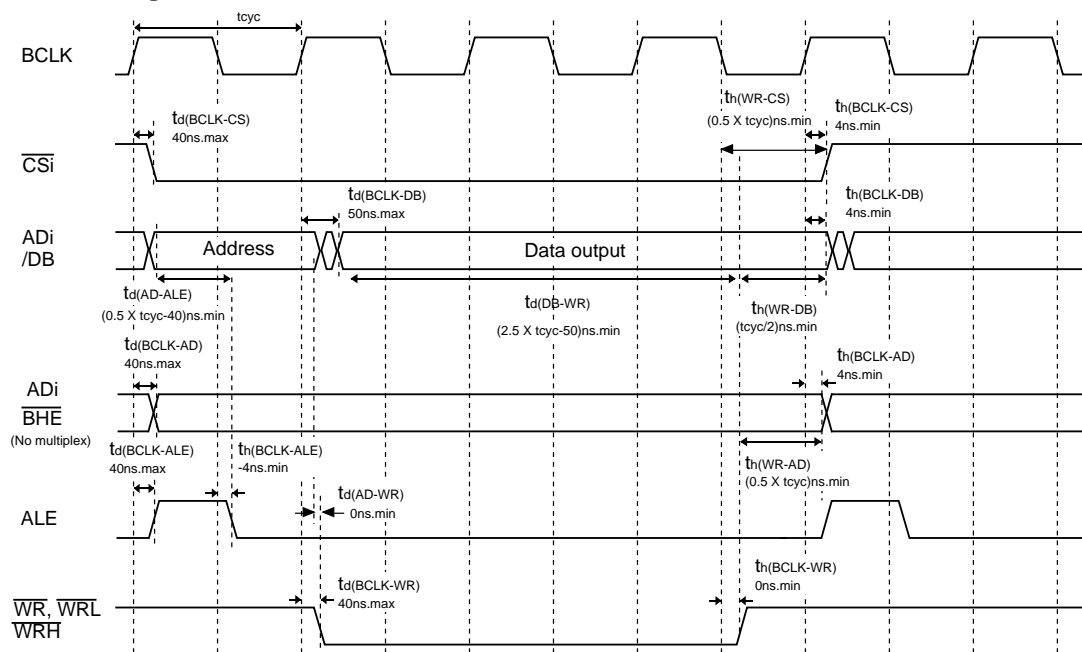 tcyc
BCLK
td(BCLK-CS)
40ns.max
th(WR-CS)
(0.5 X tcyc)ns.min
th(BCLK-CS)
4ns.min
CSi
td(BCLK-DB)
50ns.max
th(BCLK-DB)
4ns.min
ADi
/DB
Address
Data output
td(AD-ALE)
(0.5 X tcyc-40)ns.min
td(DB-WR)
(2.5 X tcyc-50)ns.min
th(WR-DB)
(tcyc/2)ns.min
td(BCLK-AD)
40ns.max
th(BCLK-AD)
4ns.min
ADi
BHE
(No multiplex)
td(BCLK-ALE)
40ns.max
th(BCLK-ALE)
-4ns.min
th(WR-AD)
(0.5 X tcyc)ns.min
td(AD-WR)
0ns.min
ALE
th(BCLK-WR)
0ns.min
td(BCLK-WR)
40ns.max
WR, WRL
WRH